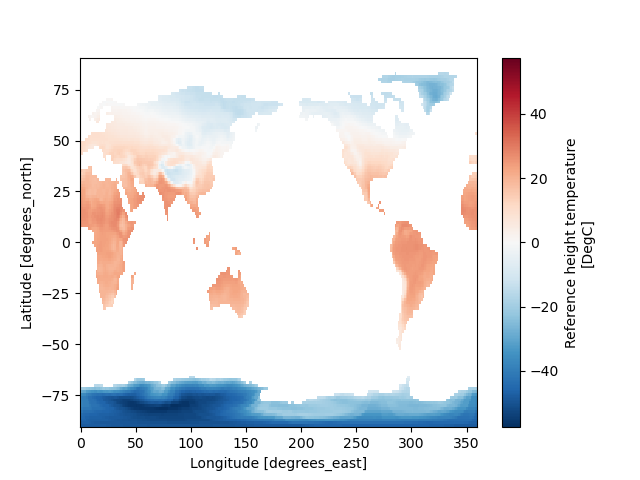 75
50
25
0
−25
−50
−75
Latitude [degrees_north]
0 50 100 150 200 250 300 350
Longitude [degrees_east]
40
20
0
−20
−40
Reference height temperature
[DegC]